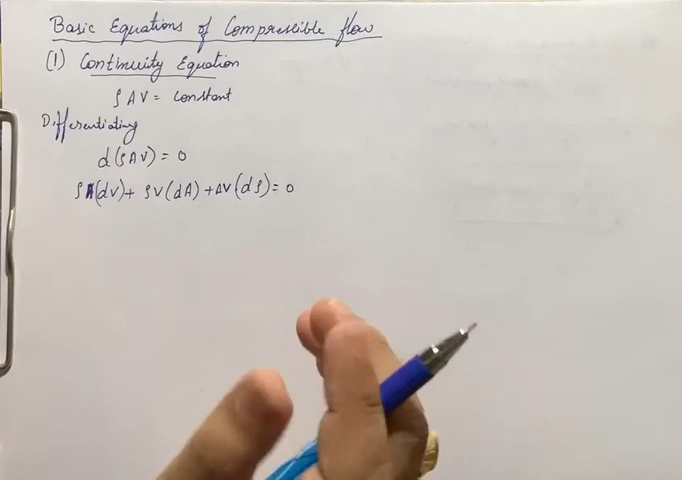 Basic Equations of Compressible flow
(1) Continuity Equation
ρAV = constant
Differentiating
d(ρAV) = 0
ρA(dV) + ρV(dA) + AV(dρ) = 0